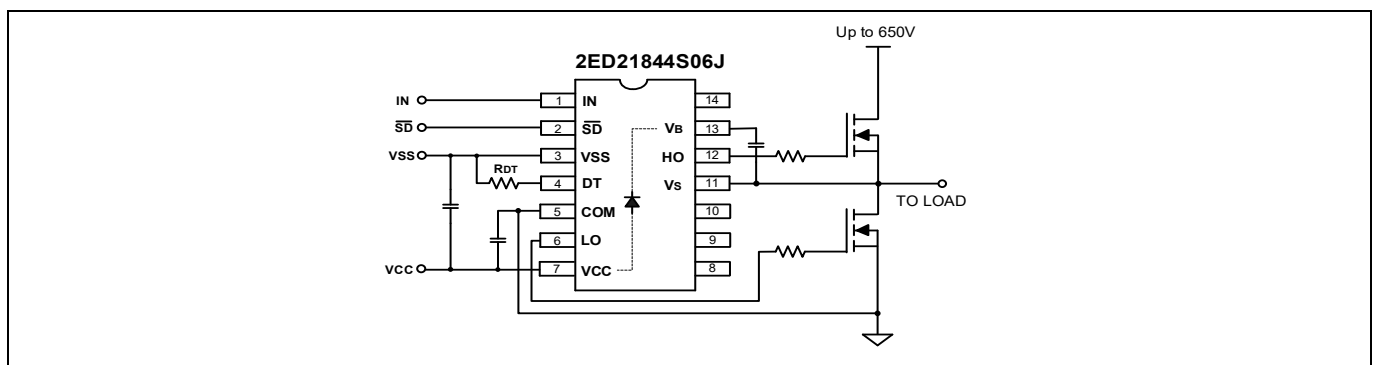 Up to 650V
2ED21844S06J
IN 1 IN 14
SD 2 SD VB 13
VSS 3 VSS HO 12
RDT
4 DT VS 11
TO LOAD
5 COM 10
6 LO 9
VCC 7 VCC 8